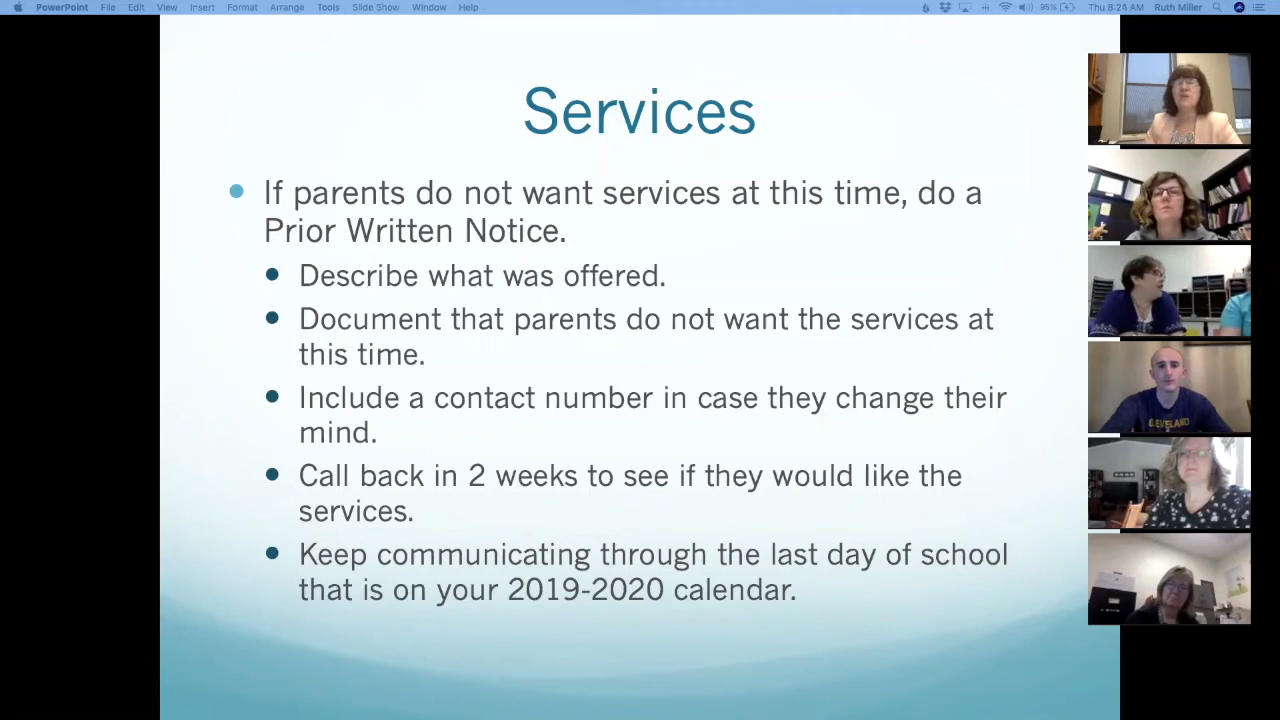 PowerPoint File Edit View Insert Format Arrange Tools Slide Show Window Help 95% Thu 8:24 AM Ruth Miller
Services
If parents do not want services at this time, do a
Prior Written Notice.
Describe what was offered.
Document that parents do not want the services at
this time.
Include a contact number in case they change their
mind.
Call back in 2 weeks to see if they would like the
services.
Keep communicating through the last day of school
that is on your 2019-2020 calendar.
CLEVELAND